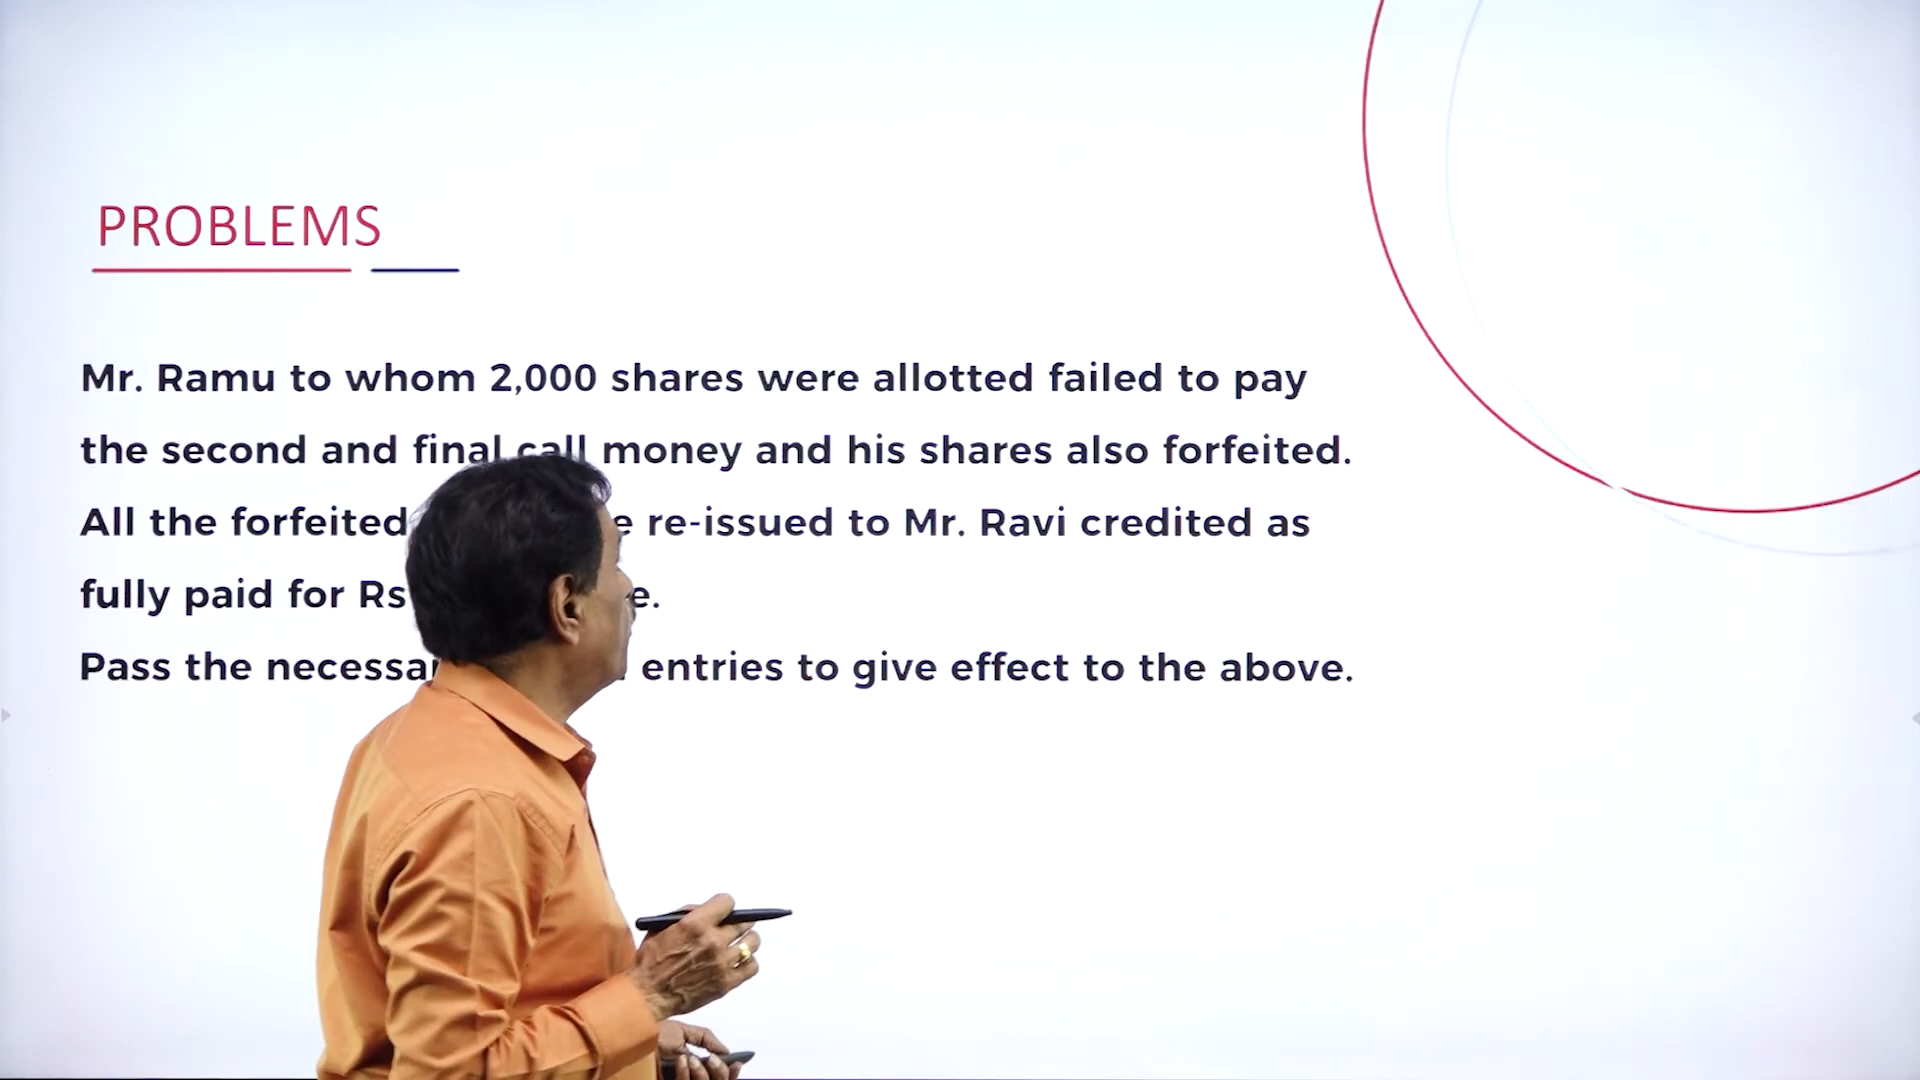 PROBLEMS
Mr. Ramu to whom 2,000 shares were allotted failed to pay
the second and final call money and his shares also forfeited.
All the forfeited re-issued to Mr. Ravi credited as
fully paid for Rs
Pass the entries to give effect to the above.